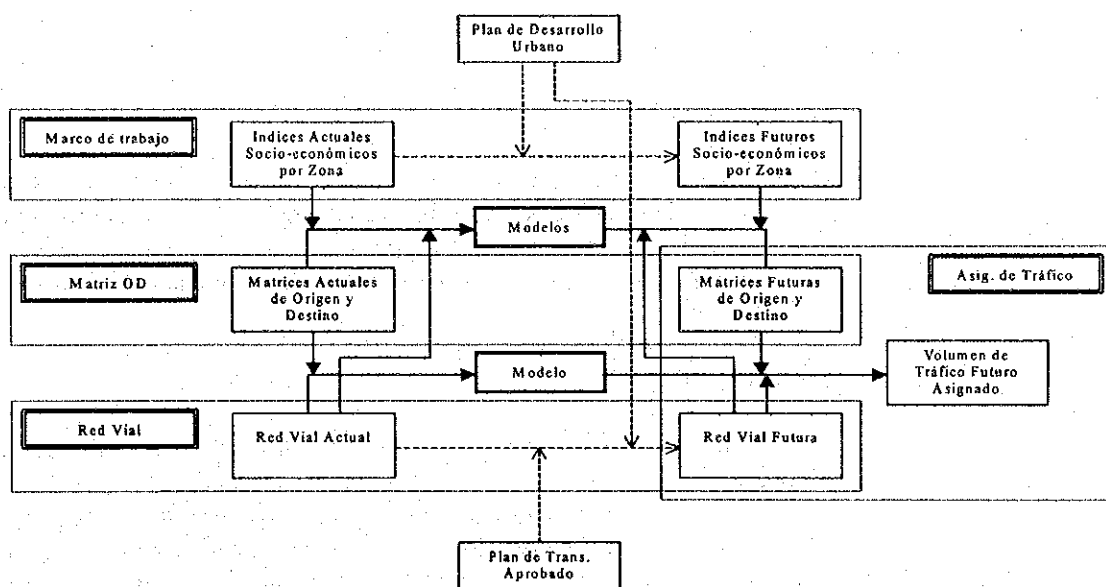 Plan de Desarrollo
Urbano
Marco de trabajo
Indices Actuales
Socio-económicos
por Zona
Indices Futuros
Socio-económicos
por Zona
Modelos
Matriz OD
Matrices Actuales
de Origen y
Destino
Matrices Futuras
de Origen y
Destino
Asig. de Tráfico
Modelo
Volumen de
Tráfico Futuro
Asignado.
Red Vial
Red Vial Actual
Red Vial Futura
Plan de Trans.
Aprobado